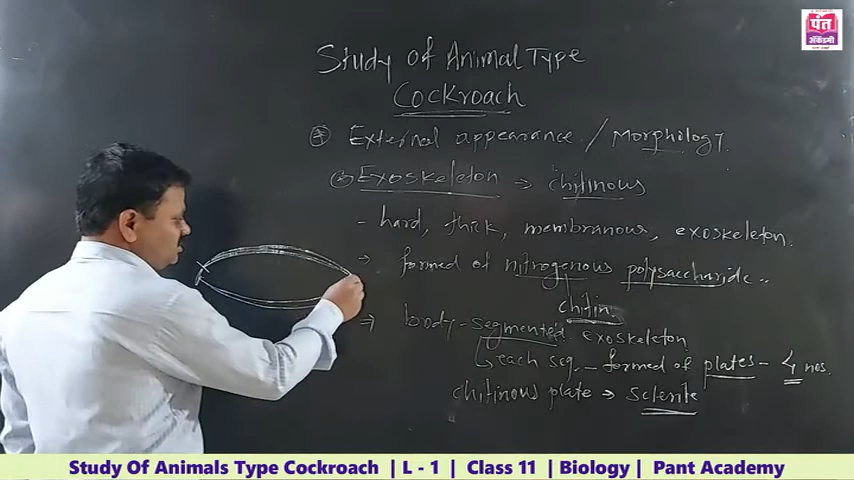 पंत
अॅकॅडमी
Study of Animal Type
Cockroach
External appearance / Morphology.
Exoskeleton → chitinous
- hard, thick, membranous, exoskeleton.
→ formed of nitrogenous polysaccharide..
chitin
⇒ body - segmented exoskeleton
each seg. - formed of plates - 4 nos.
chitinous plate → sclerite
Study Of Animals Type Cockroach | L - 1 | Class 11 | Biology | Pant Academy